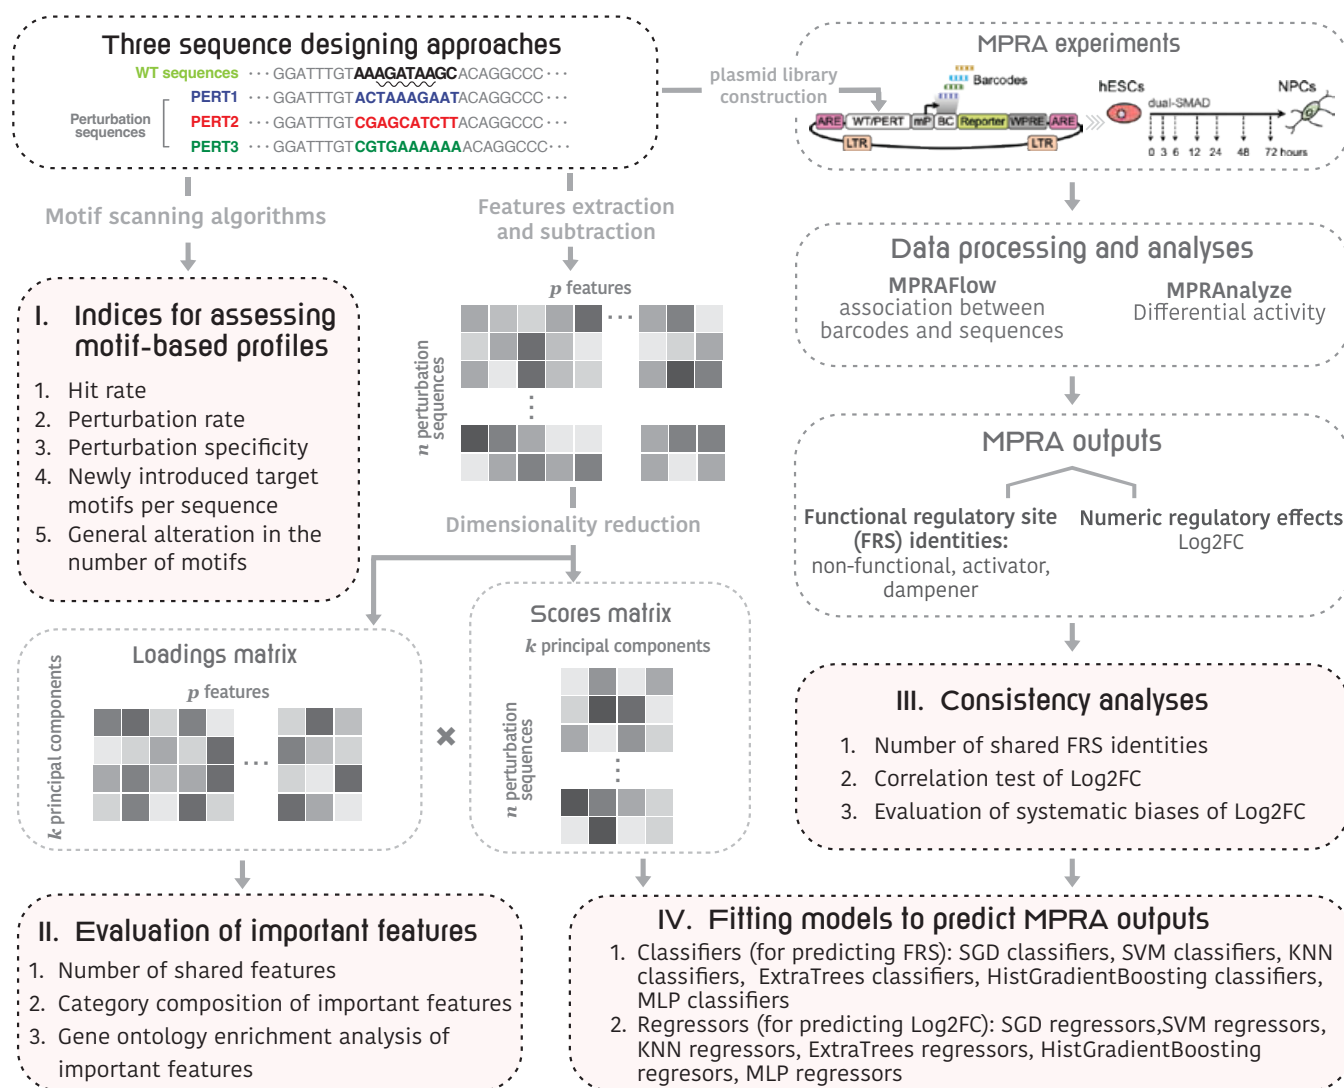 Three sequence designing approaches
WT sequences ··· GGATTTGTAAAGATAAGCACAGGCCC···
PERT1 ··· GGATTTGTACTAAAGAATACAGGCCC···
Perturbation sequences
PERT2 ··· GGATTTGTCGAGCATCTTACAGGCCC···
PERT3 ··· GGATTTGTCGTGAAAAAAACAGGCCC···
plasmid library
construction
MPRA experiments
Barcodes
ARE WT/PERT mP BC Reporter WPRE ARE
LTR LTR
hESCs
NPCs
dual-SMAD
0 3 6 12 24 48 72 hours
Motif scanning algorithms
Features extraction
and subtraction
Data processing and analyses
MPRAFlow
association between
barcodes and sequences
MPRAnalyze
Differential activity
I. Indices for assessing
motif-based profiles
1. Hit rate
2. Perturbation rate
3. Perturbation specificity
4. Newly introduced target
motifs per sequence
5. General alteration in the
number of motifs
p features
n perturbation
sequences
···
⋮
Dimensionality reduction
MPRA outputs
Functional regulatory site
(FRS) identities:
non-functional, activator,
dampener
Numeric regulatory effects
Log2FC
Loadings matrix
p features
k principal components
···
×
Scores matrix
k principal components
n perturbation
sequences
⋮
III. Consistency analyses
1. Number of shared FRS identities
2. Correlation test of Log2FC
3. Evaluation of systematic biases of Log2FC
II. Evaluation of important features
1. Number of shared features
2. Category composition of important features
3. Gene ontology enrichment analysis of
important features
IV. Fitting models to predict MPRA outputs
1. Classifiers (for predicting FRS): SGD classifiers, SVM classifiers, KNN
classifiers, ExtraTrees classifiers, HistGradientBoosting classifiers,
MLP classifiers
2. Regressors (for predicting Log2FC): SGD regressors,SVM regressors,
KNN regressors, ExtraTrees regressors, HistGradientBoosting
regresors, MLP regressors